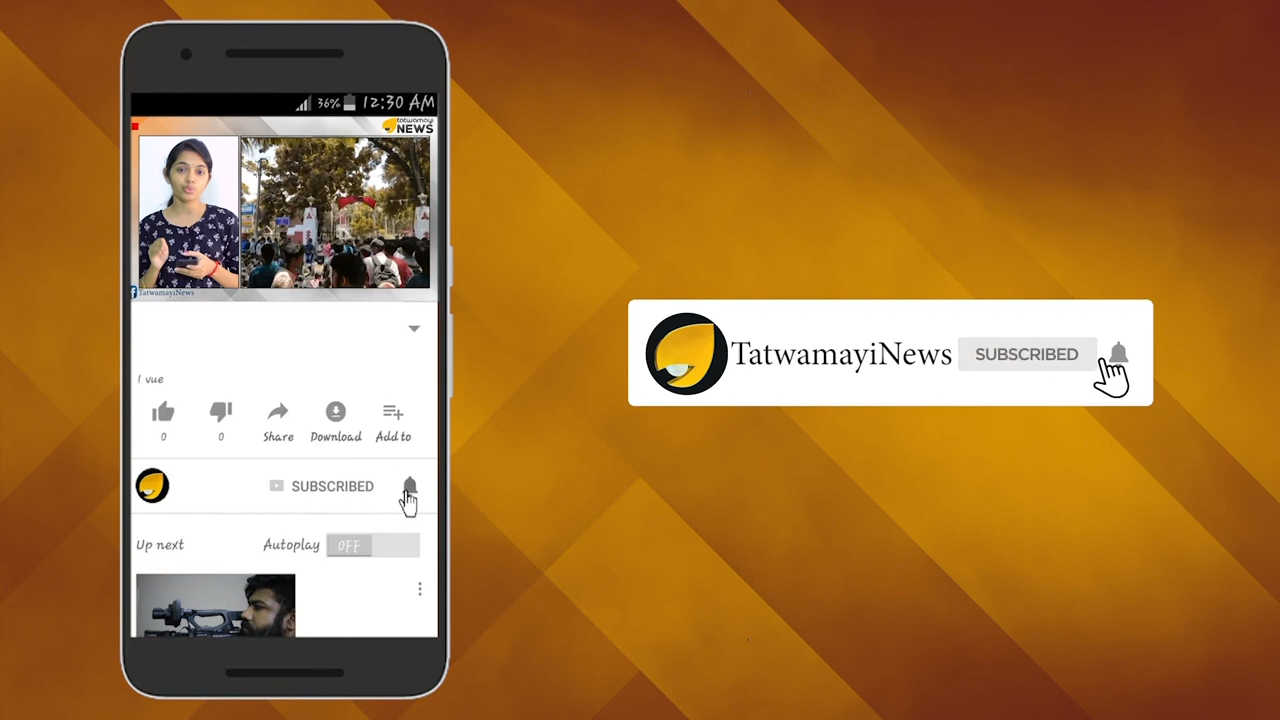 36% 12:30 AM
tatwamayi
NEWS
TatwamayiNews
1 vue
0 0 Share Download Add to
SUBSCRIBED
Up next Autoplay OFF
TatwamayiNews SUBSCRIBED